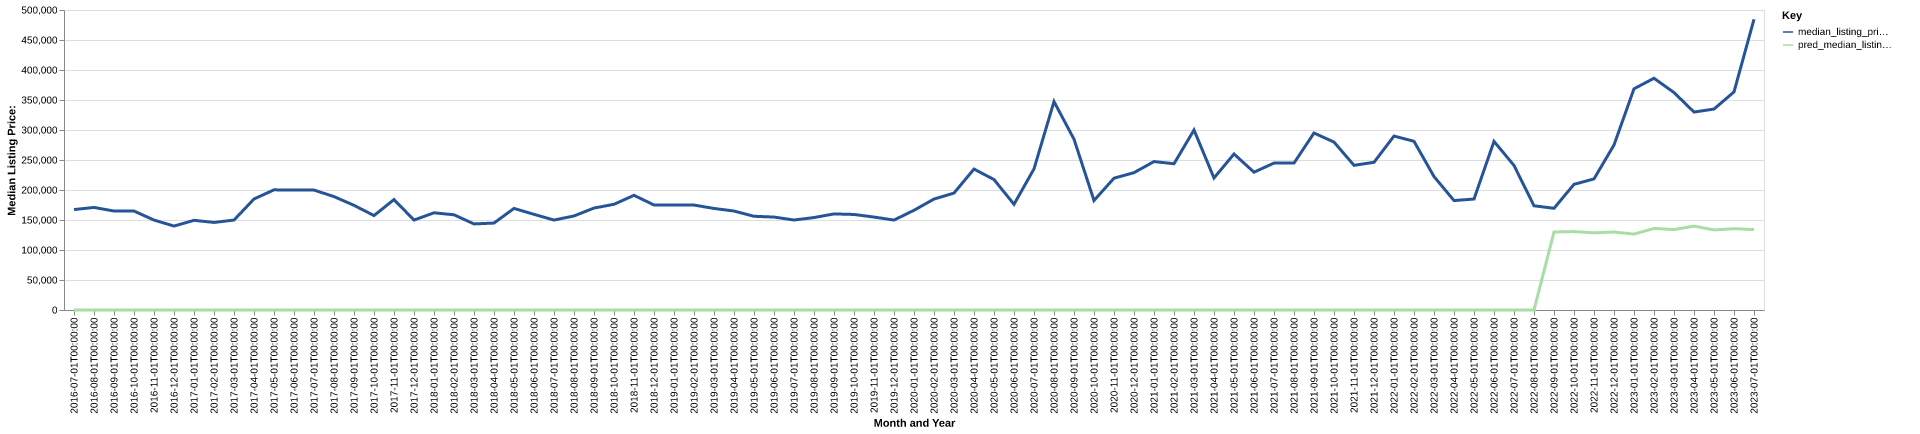 500,000
450,000
400,000
350,000
300,000
250,000
200,000
150,000
100,000
50,000
0
Median Listing Price:
2016-07-01T00:00:00
2016-08-01T00:00:00
2016-09-01T00:00:00
2016-10-01T00:00:00
2016-11-01T00:00:00
2016-12-01T00:00:00
2017-01-01T00:00:00
2017-02-01T00:00:00
2017-03-01T00:00:00
2017-04-01T00:00:00
2017-05-01T00:00:00
2017-06-01T00:00:00
2017-07-01T00:00:00
2017-08-01T00:00:00
2017-09-01T00:00:00
2017-10-01T00:00:00
2017-11-01T00:00:00
2017-12-01T00:00:00
2018-01-01T00:00:00
2018-02-01T00:00:00
2018-03-01T00:00:00
2018-04-01T00:00:00
2018-05-01T00:00:00
2018-06-01T00:00:00
2018-07-01T00:00:00
2018-08-01T00:00:00
2018-09-01T00:00:00
2018-10-01T00:00:00
2018-11-01T00:00:00
2018-12-01T00:00:00
2019-01-01T00:00:00
2019-02-01T00:00:00
2019-03-01T00:00:00
2019-04-01T00:00:00
2019-05-01T00:00:00
2019-06-01T00:00:00
2019-07-01T00:00:00
2019-08-01T00:00:00
2019-09-01T00:00:00
2019-10-01T00:00:00
2019-11-01T00:00:00
2019-12-01T00:00:00
2020-01-01T00:00:00
2020-02-01T00:00:00
2020-03-01T00:00:00
2020-04-01T00:00:00
2020-05-01T00:00:00
2020-06-01T00:00:00
2020-07-01T00:00:00
2020-08-01T00:00:00
2020-09-01T00:00:00
2020-10-01T00:00:00
2020-11-01T00:00:00
2020-12-01T00:00:00
2021-01-01T00:00:00
2021-02-01T00:00:00
2021-03-01T00:00:00
2021-04-01T00:00:00
2021-05-01T00:00:00
2021-06-01T00:00:00
2021-07-01T00:00:00
2021-08-01T00:00:00
2021-09-01T00:00:00
2021-10-01T00:00:00
2021-11-01T00:00:00
2021-12-01T00:00:00
2022-01-01T00:00:00
2022-02-01T00:00:00
2022-03-01T00:00:00
2022-04-01T00:00:00
2022-05-01T00:00:00
2022-06-01T00:00:00
2022-07-01T00:00:00
2022-08-01T00:00:00
2022-09-01T00:00:00
2022-10-01T00:00:00
2022-11-01T00:00:00
2022-12-01T00:00:00
2023-01-01T00:00:00
2023-02-01T00:00:00
2023-03-01T00:00:00
2023-04-01T00:00:00
2023-05-01T00:00:00
2023-06-01T00:00:00
2023-07-01T00:00:00
Month and Year
Key
median_listing_pri…
pred_median_listin…